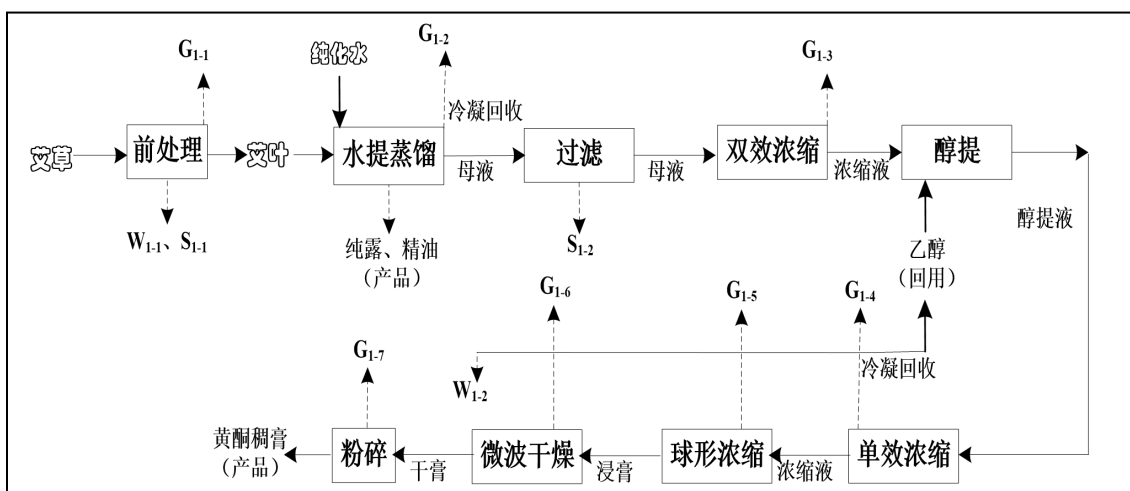 G1-1
纯化水
G1-2
G1-3
冷凝回收
艾草
前处理
艾叶
水提蒸馏
母液
过滤
母液
双效浓缩
浓缩液
醇提
醇提液
W1-1、S1-1
纯露、精油
（产品）
S1-2
乙醇
（回用）
G1-6
G1-5
G1-4
G1-7
W1-2
冷凝回收
黄酮稠膏
（产品）
粉碎
干膏
微波干燥
浸膏
球形浓缩
浓缩液
单效浓缩